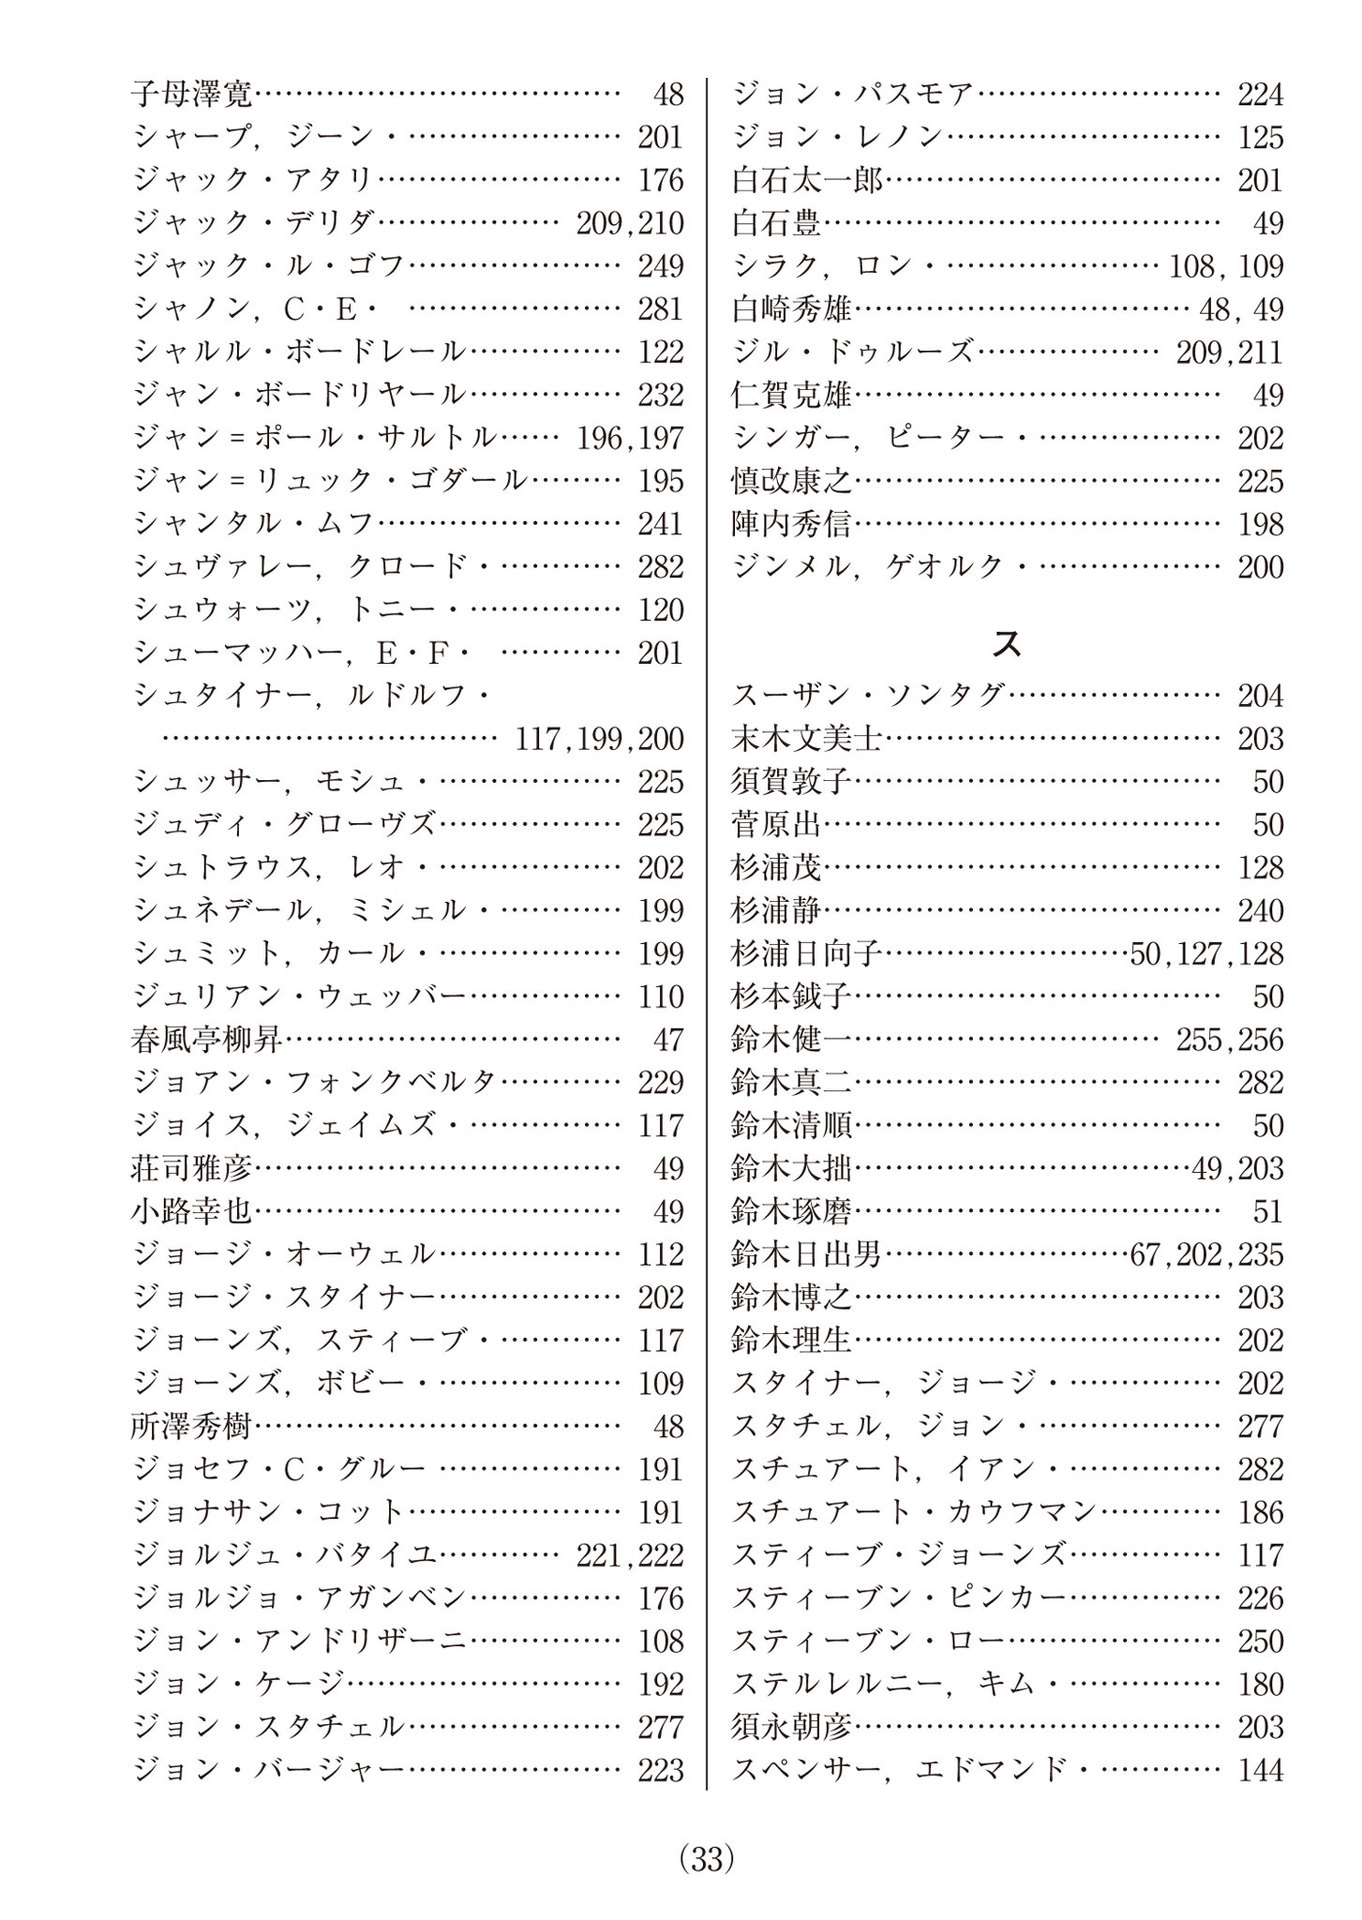 子母澤寛…………………………………… 48
シャープ，ジーン・………………… 201
ジャック・アタリ…………………… 176
ジャック・デリダ……………… 209,210
ジャック・ル・ゴフ………………… 249
シャノン，C・E・ ………………… 281
シャルル・ボードレール…………… 122
ジャン・ボードリヤール…………… 232
ジャン＝ポール・サルトル…… 196,197
ジャン＝リュック・ゴダール……… 195
シャンタル・ムフ…………………… 241
シュヴァレー，クロード・………… 282
シュウォーツ，トニー・…………… 120
シューマッハー，E・F・ ………… 201
シュタイナー，ルドルフ・
…………………………… 117,199,200
シュッサー，モシュ・……………… 225
ジュディ・グローヴズ……………… 225
シュトラウス，レオ・……………… 202
シュネデール，ミシェル・………… 199
シュミット，カール・……………… 199
ジュリアン・ウェッバー…………… 110
春風亭柳昇…………………………… 47
ジョアン・フォンクベルタ………… 229
ジョイス，ジェイムズ・…………… 117
荘司雅彦……………………………… 49
小路幸也……………………………… 49
ジョージ・オーウェル……………… 112
ジョージ・スタイナー……………… 202
ジョーンズ，スティーブ・………… 117
ジョーンズ，ボビー・……………… 109
所澤秀樹……………………………… 48
ジョセフ・C・グルー ……………… 191
ジョナサン・コット………………… 191
ジョルジュ・バタイユ………… 221,222
ジョルジョ・アガンベン…………… 176
ジョン・アンドリザーニ…………… 108
ジョン・ケージ……………………… 192
ジョン・スタチェル………………… 277
ジョン・バージャー………………… 223
ジョン・パスモア…………………… 224
ジョン・レノン……………………… 125
白石太一郎…………………………… 201
白石豊………………………………… 49
シラク，ロン・………………… 108, 109
白崎秀雄…………………………… 48, 49
ジル・ドゥルーズ……………… 209,211
仁賀克雄……………………………… 49
シンガー，ピーター・……………… 202
慎改康之……………………………… 225
陣内秀信……………………………… 198
ジンメル，ゲオルク・……………… 200
ス
スーザン・ソンタグ………………… 204
末木文美士…………………………… 203
須賀敦子……………………………… 50
菅原出………………………………… 50
杉浦茂………………………………… 128
杉浦静………………………………… 240
杉浦日向子……………………50,127,128
杉本鉞子……………………………… 50
鈴木健一………………………… 255,256
鈴木真二……………………………… 282
鈴木清順……………………………… 50
鈴木大拙……………………………49,203
鈴木琢磨……………………………… 51
鈴木日出男……………………67,202,235
鈴木博之……………………………… 203
鈴木理生……………………………… 202
スタイナー，ジョージ・…………… 202
スタチェル，ジョン・……………… 277
スチュアート，イアン・…………… 282
スチュアート・カウフマン………… 186
スティーブ・ジョーンズ…………… 117
スティーブン・ピンカー…………… 226
スティーブン・ロー………………… 250
ステルレルニー，キム・…………… 180
須永朝彦……………………………… 203
スペンサー，エドマンド・………… 144
（33）